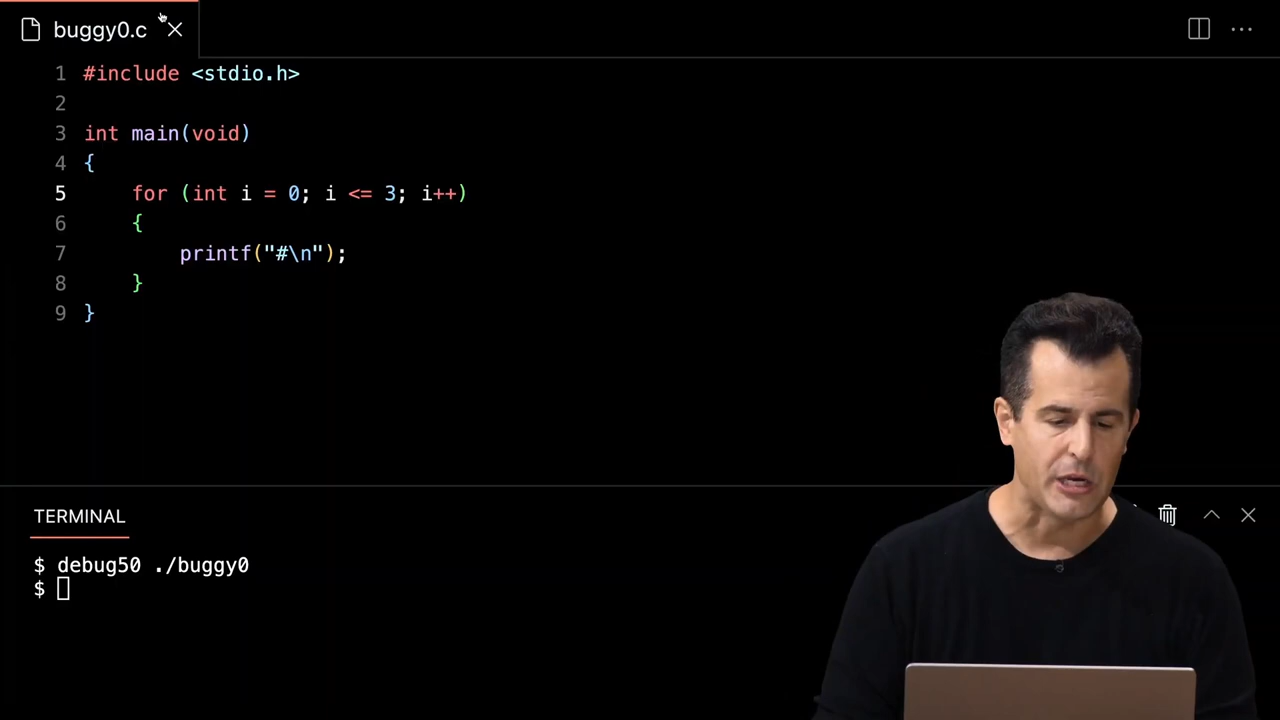 buggy0.c
1 #include <stdio.h>
2
3 int main(void)
4 {
5     for (int i = 0; i <= 3; i++)
6     {
7         printf("#\n");
8     }
9 }
TERMINAL
$ debug50 ./buggy0
$